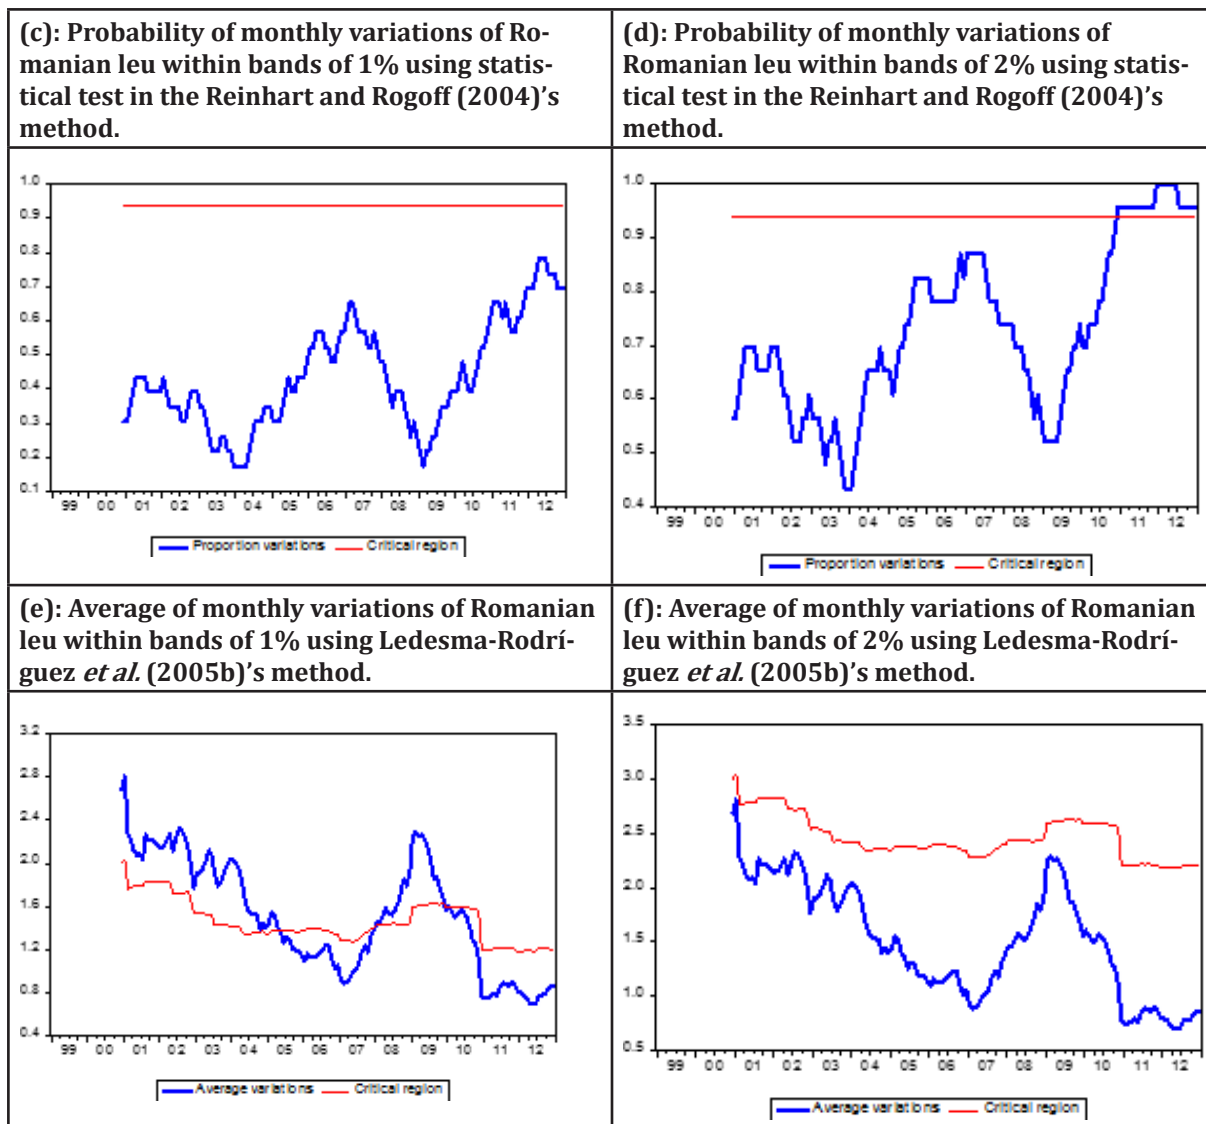 (c): Probability of monthly variations of Ro-
manian leu within bands of 1% using statis-
tical test in the Reinhart and Rogoff (2004)'s
method.
(d): Probability of monthly variations of
Romanian leu within bands of 2% using statis-
tical test in the Reinhart and Rogoff (2004)'s
method.
1.0
0.9
0.8
0.7
0.6
0.5
0.4
0.3
0.2
0.1
99 00 01 02 03 04 05 06 07 08 09 10 11 12
Proportion variations Critical region
1.0
0.9
0.8
0.7
0.6
0.5
0.4
99 00 01 02 03 04 05 06 07 08 09 10 11 12
Proportion variations Critical region
(e): Average of monthly variations of Romanian
leu within bands of 1% using Ledesma-Rodrí-
guez et al. (2005b)'s method.
(f): Average of monthly variations of Romanian
leu within bands of 2% using Ledesma-Rodrí-
guez et al. (2005b)'s method.
3.2
2.8
2.4
2.0
1.6
1.2
0.8
0.4
99 00 01 02 03 04 05 06 07 08 09 10 11 12
Average variations Critical region
3.5
3.0
2.5
2.0
1.5
1.0
0.5
99 00 01 02 03 04 05 06 07 08 09 10 11 12
Average variations Critical region